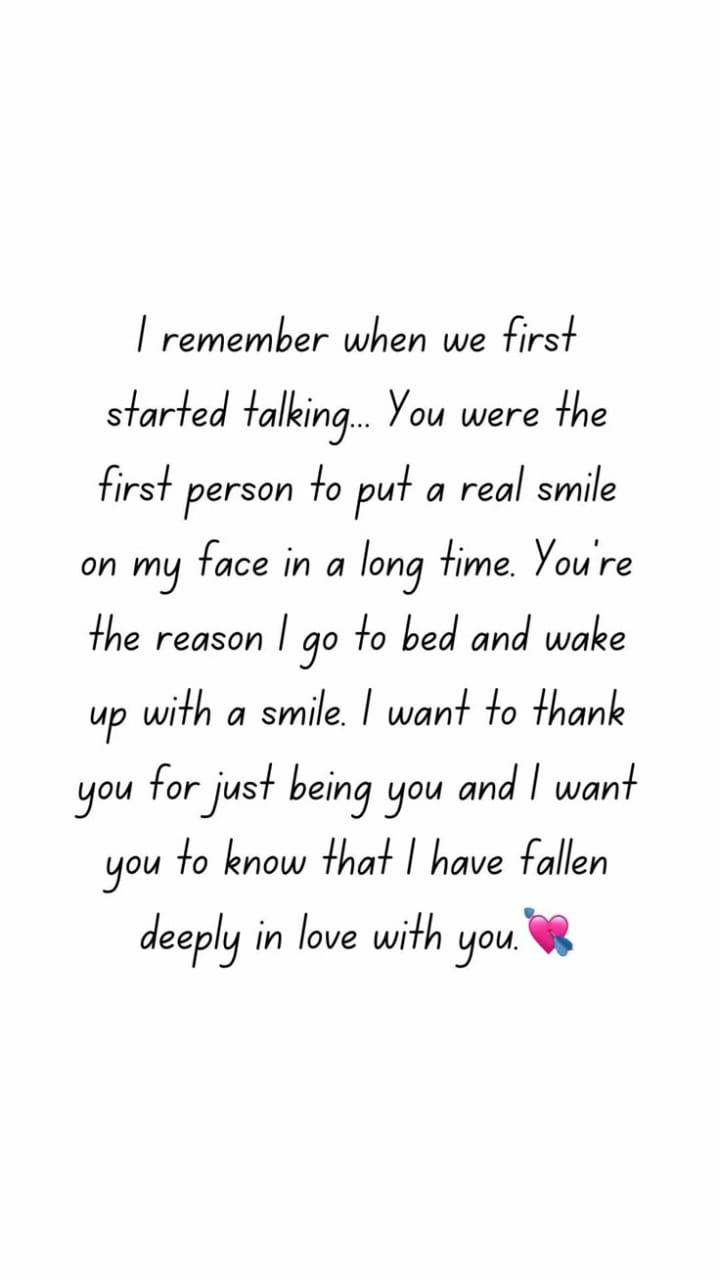 I remember when we first
started talking... You were the
first person to put a real smile
on my face in a long time. You're
the reason I go to bed and wake
up with a smile. I want to thank
you for just being you and I want
you to know that I have fallen
deeply in love with you.💘